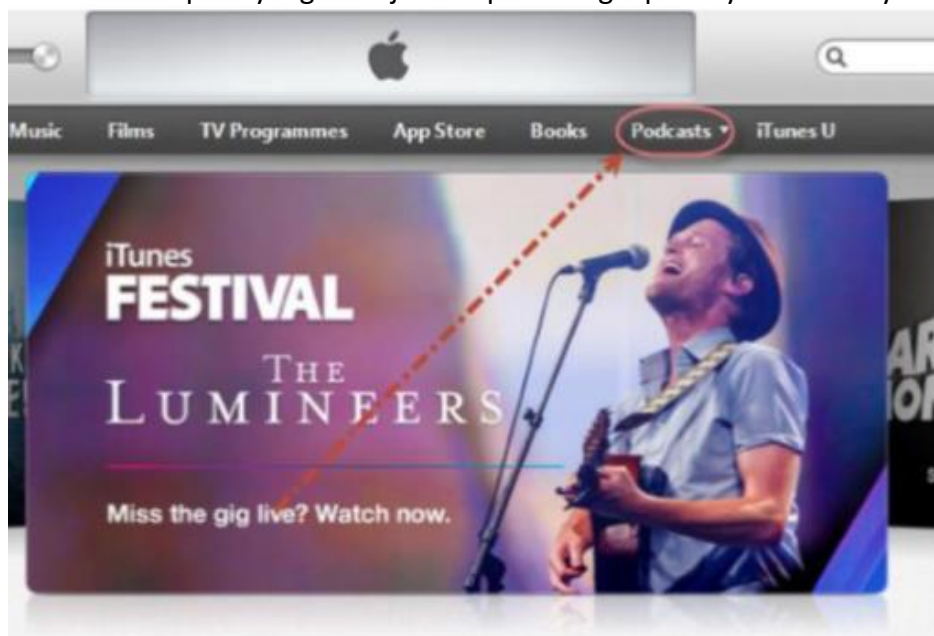 Music Films TV Programmes App Store Books Podcasts iTunes U
iTunes
FESTIVAL
THE
LUMINEERS
Miss the gig live? Watch now.